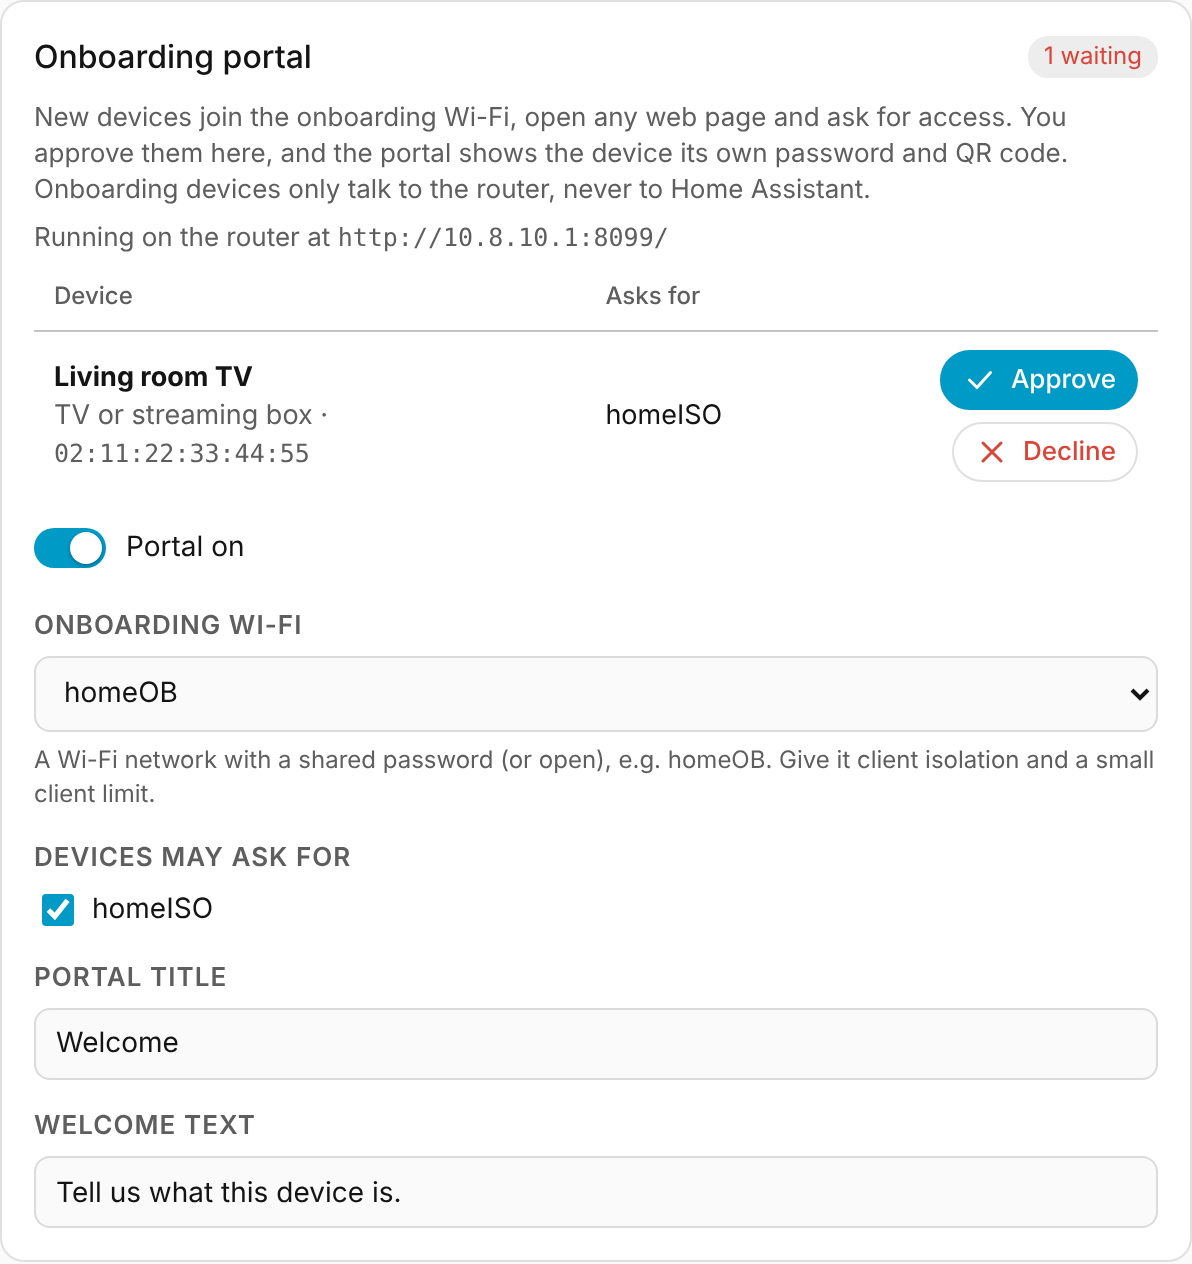 Onboarding portal
1 waiting
New devices join the onboarding Wi-Fi, open any web page and ask for access. You
approve them here, and the portal shows the device its own password and QR code.
Onboarding devices only talk to the router, never to Home Assistant.
Running on the router at http://10.8.10.1:8099/
Device
Asks for
Living room TV
TV or streaming box ·
02:11:22:33:44:55
homeISO
Approve
Decline
Portal on
ONBOARDING WI-FI
homeOB
A Wi-Fi network with a shared password (or open), e.g. homeOB. Give it client isolation and a small
client limit.
DEVICES MAY ASK FOR
homeISO
PORTAL TITLE
Welcome
WELCOME TEXT
Tell us what this device is.